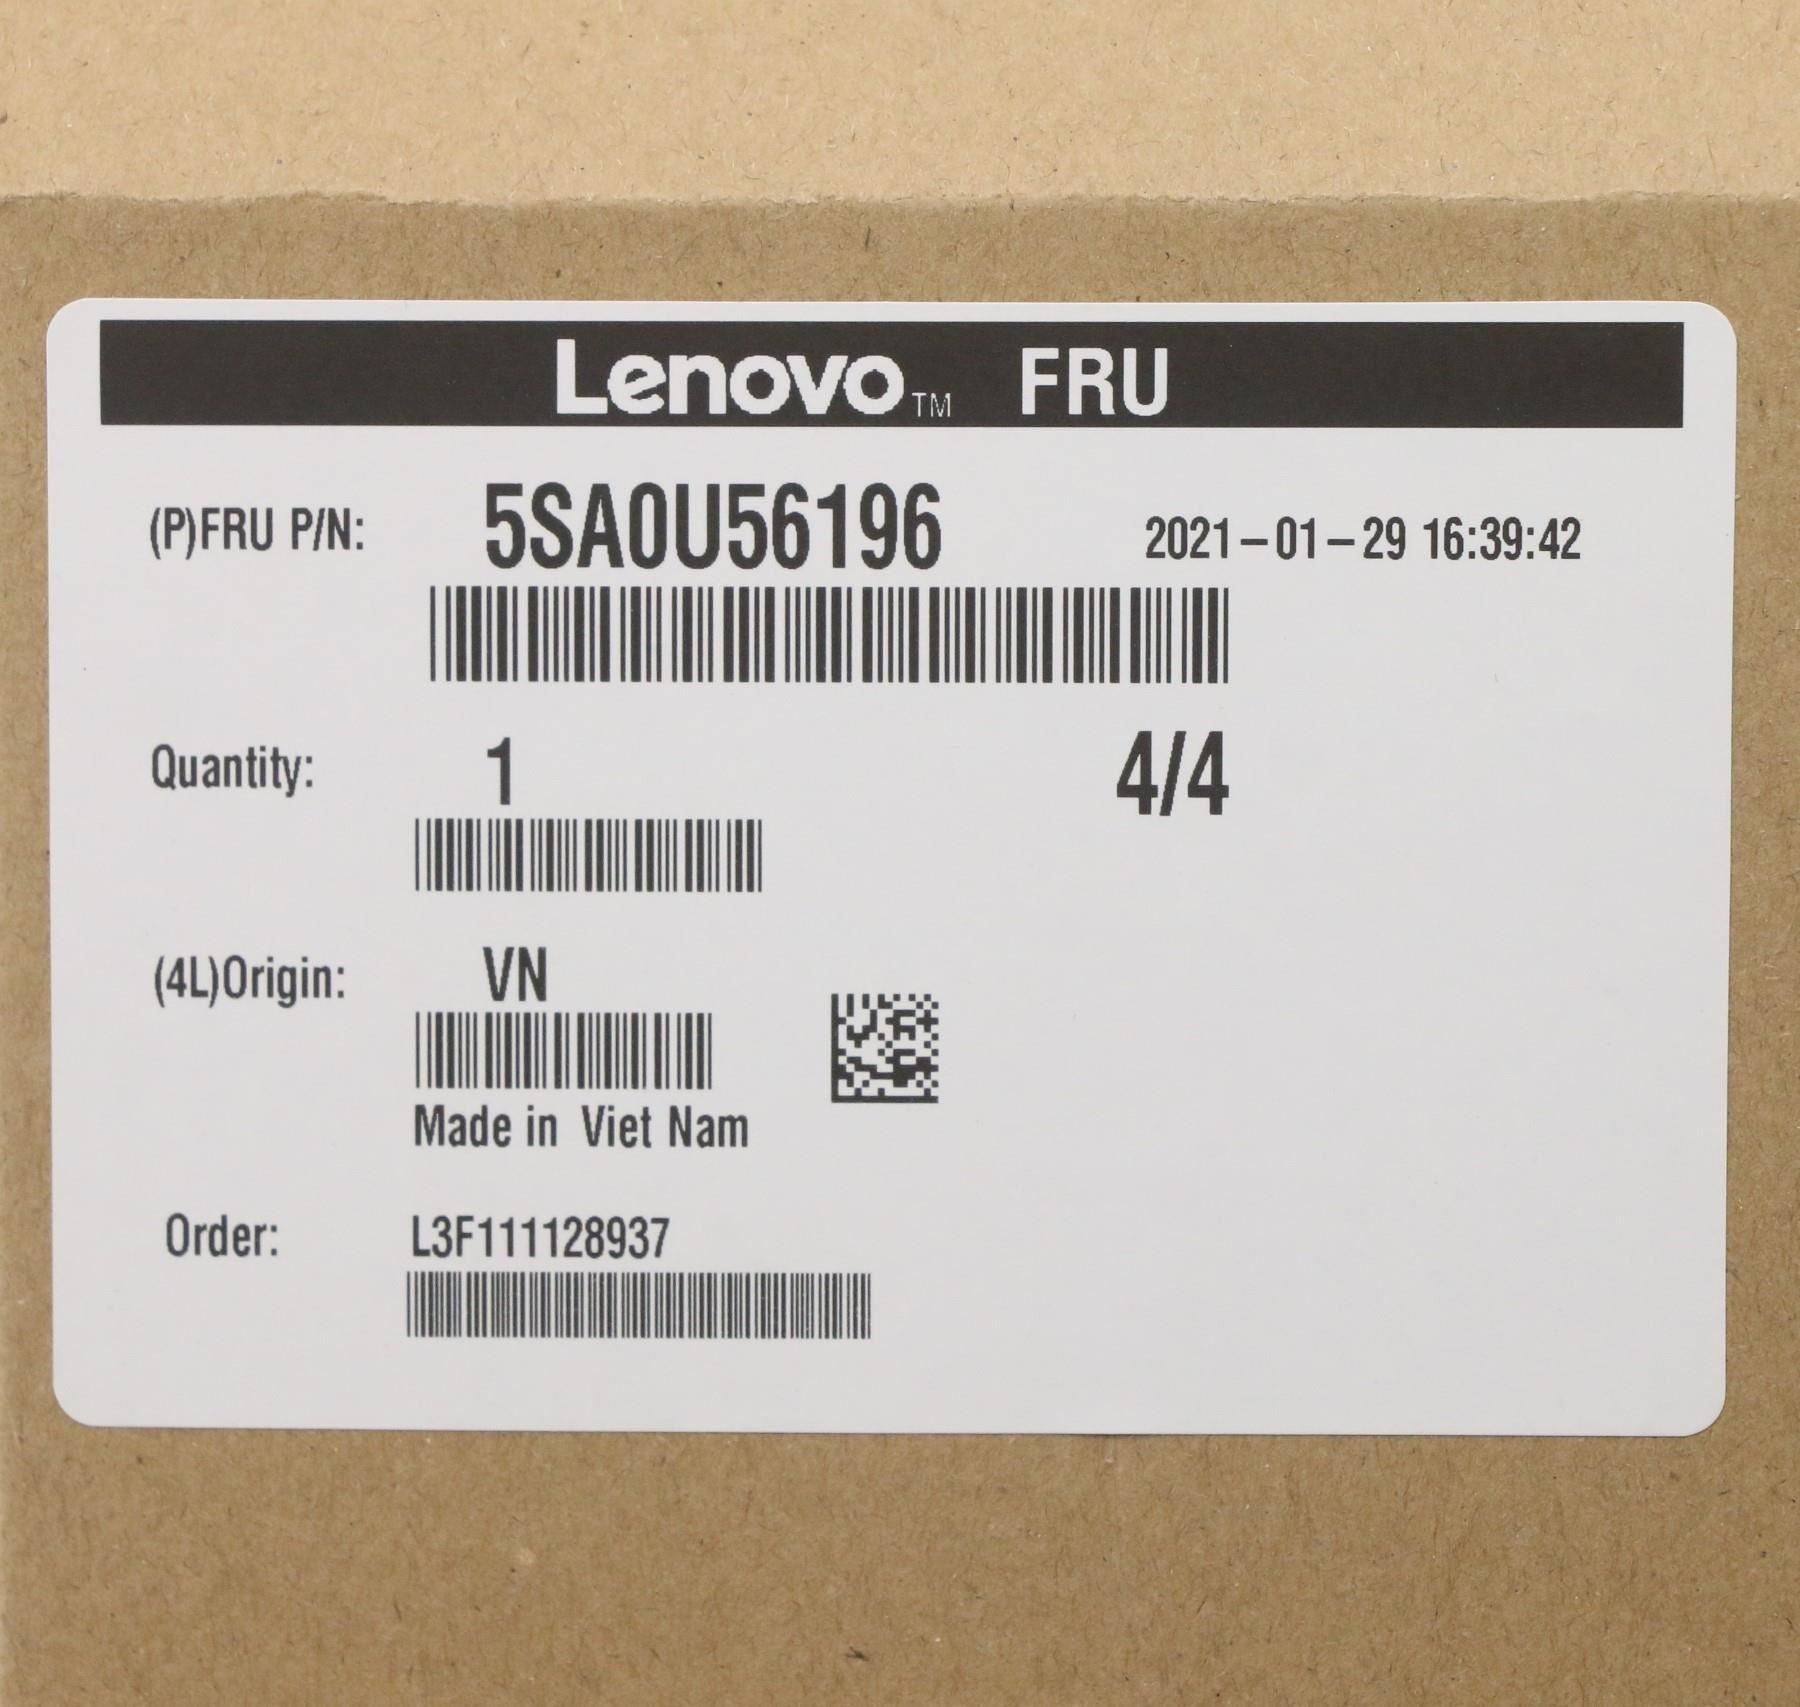 Lenovo™ FRU
(P)FRU P/N: 5SA0U56196 2021-01-29 16:39:42
Quantity: 1 4/4
(4L)Origin: VN
Made in Viet Nam
Order: L3F111128937